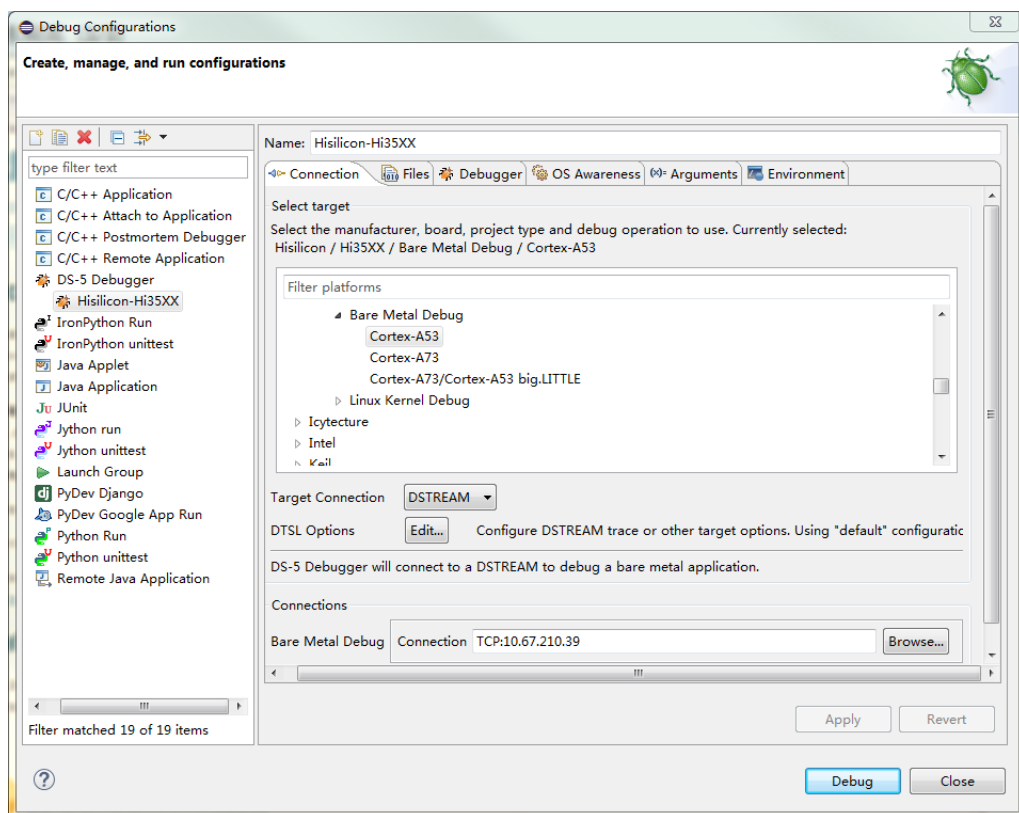 Debug Configurations
Create, manage, and run configurations
type filter text
C/C++ Application
C/C++ Attach to Application
C/C++ Postmortem Debugger
C/C++ Remote Application
DS-5 Debugger
Hisilicon-Hi35XX
IronPython Run
IronPython unittest
Java Applet
Java Application
JUnit
Jython run
Jython unittest
Launch Group
PyDev Django
PyDev Google App Run
Python Run
Python unittest
Remote Java Application
Filter matched 19 of 19 items
Name: Hisilicon-Hi35XX
Connection Files Debugger OS Awareness Arguments Environment
Select target
Select the manufacturer, board, project type and debug operation to use. Currently selected:
Hisilicon / Hi35XX / Bare Metal Debug / Cortex-A53
Filter platforms
Bare Metal Debug
Cortex-A53
Cortex-A73
Cortex-A73/Cortex-A53 big.LITTLE
Linux Kernel Debug
Icytecture
Intel
Keil
Target Connection DSTREAM
DTSL Options Edit... Configure DSTREAM trace or other target options. Using "default" configuratic
DS-5 Debugger will connect to a DSTREAM to debug a bare metal application.
Connections
Bare Metal Debug Connection TCP:10.67.210.39 Browse...
Apply Revert
Debug Close